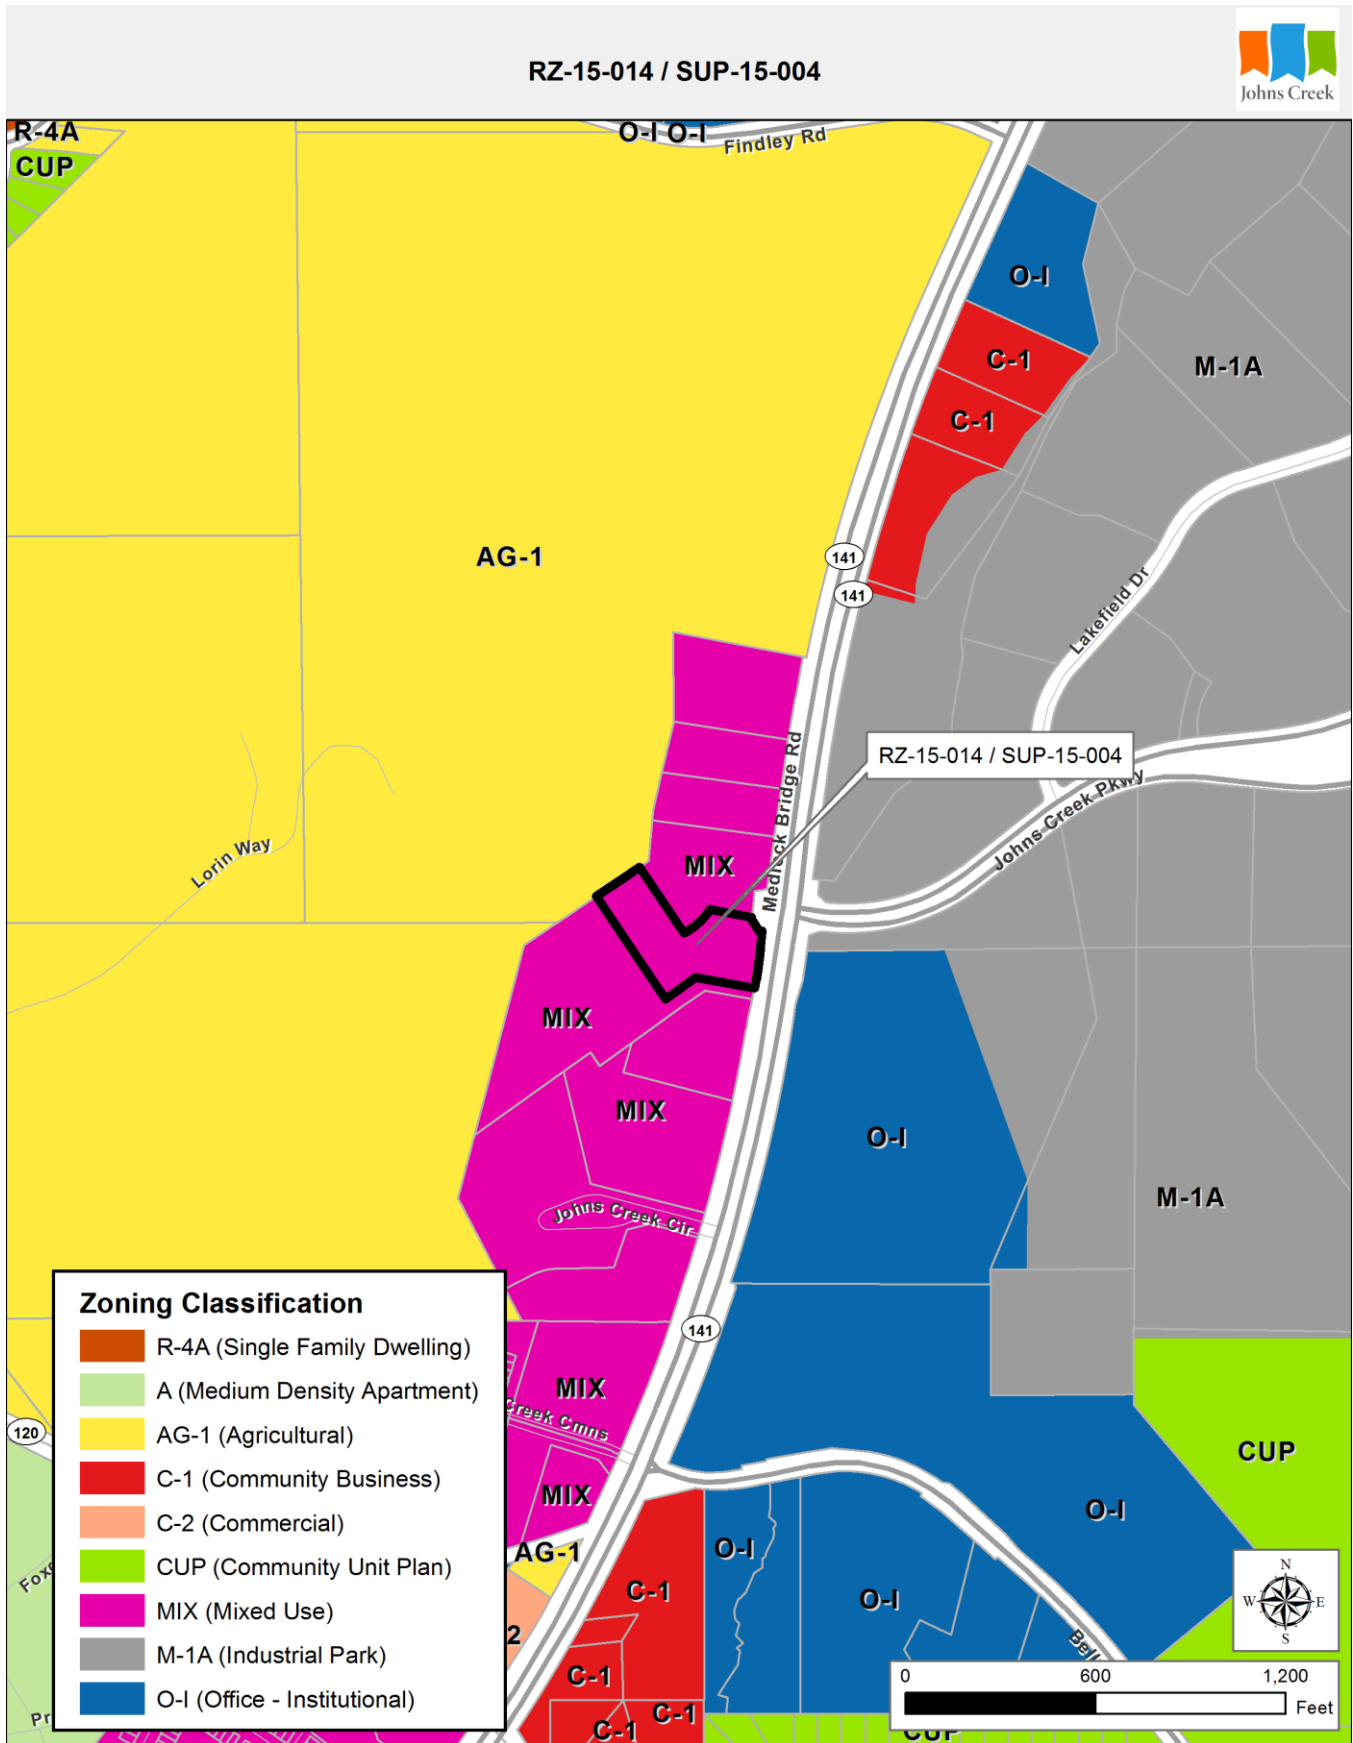 RZ-15-014 / SUP-15-004
Johns Creek
R-4A
CUP
O-I O-I
Findley Rd
O-I
C-1
M-1A
C-1
AG-1
141
141
Lakefield Dr
Medlock Bridge Rd
RZ-15-014 / SUP-15-004
Johns Creek Pkwy
Lorin Way
MIX
MIX
MIX
O-I
M-1A
Johns Creek Cir
141
MIX
Creek Cmns
MIX
AG-1
120
CUP
O-I
O-I
O-I
C-1
C-1
C-1
C-1
2
CUP
Zoning Classification
R-4A (Single Family Dwelling)
A (Medium Density Apartment)
AG-1 (Agricultural)
C-1 (Community Business)
C-2 (Commercial)
CUP (Community Unit Plan)
MIX (Mixed Use)
M-1A (Industrial Park)
O-I (Office - Institutional)
N
W E
S
0 600 1,200
Feet